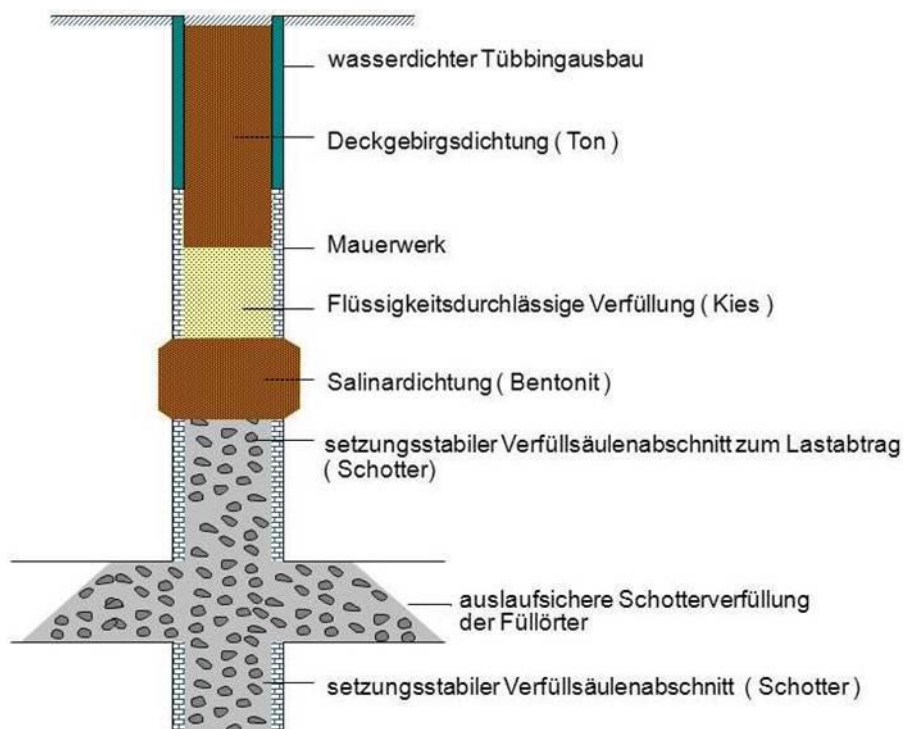 wasserdichter Tübbingausbau
Deckgebirgsdichtung ( Ton )
Mauerwerk
Flüssigkeitsdurchlässige Verfüllung ( Kies )
Salinardichtung ( Bentonit )
setzungsstabiler Verfüllsäulenabschnitt zum Lastabtrag
( Schotter)
auslaufsichere Schotterverfüllung
der Füllörter
setzungsstabiler Verfüllsäulenabschnitt ( Schotter )